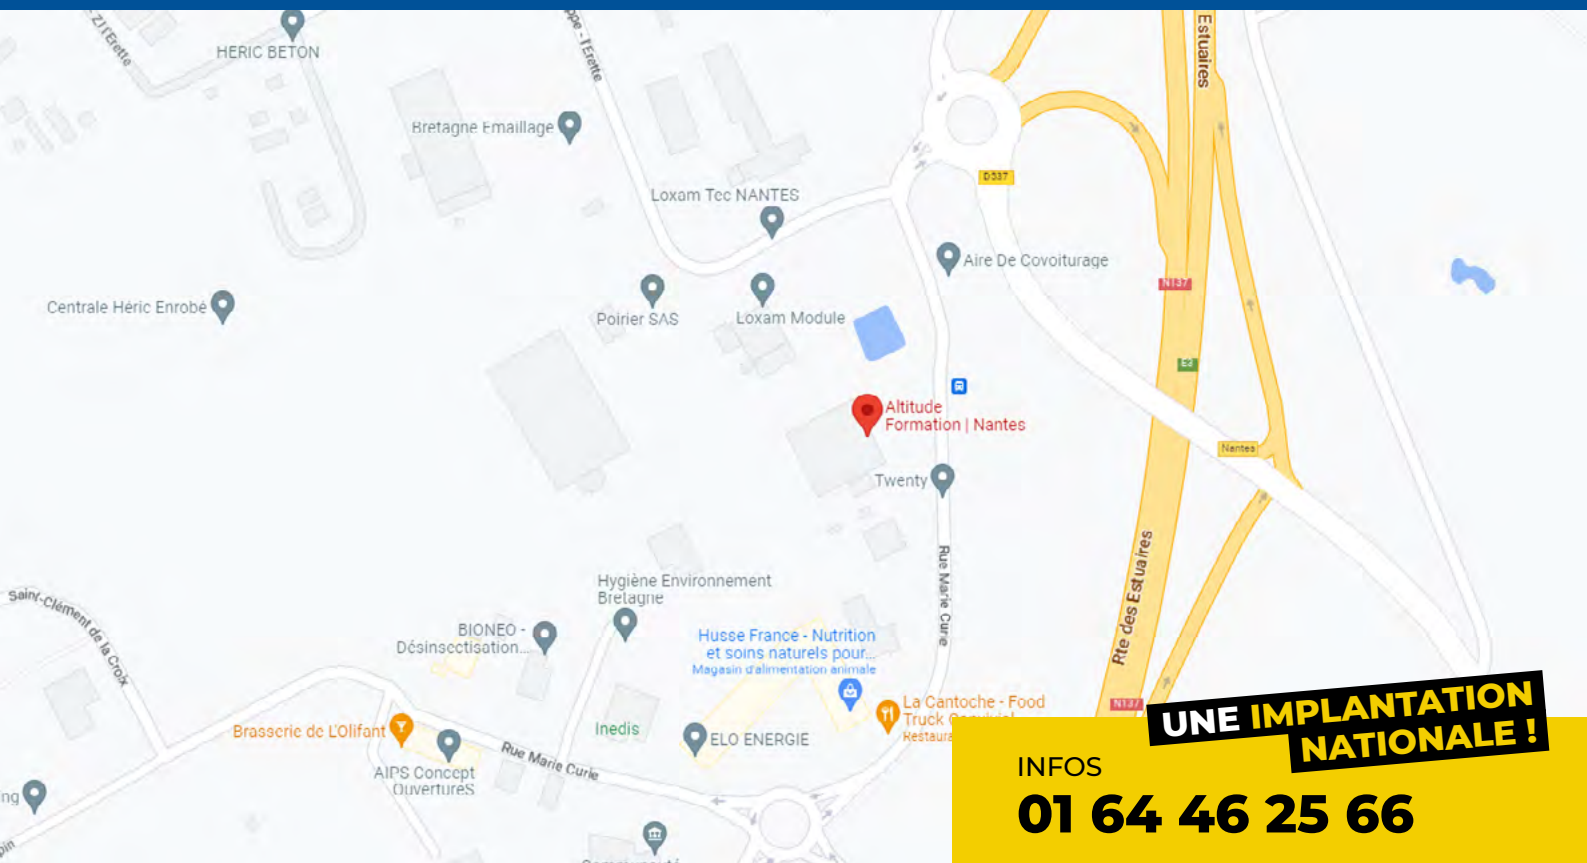 ZI l'Erette
HERIC BETON
l'Erette
Estuaires
Bretagne Emaillage
D537
Loxam Tec NANTES
Aire De Covoiturage
N137
Centrale Héric Enrobé
Poirier SAS
Loxam Module
Altitude
Formation | Nantes
Nantes
Twenty
Rue Marie Curie
Rte des Estuaires
Hygiène Environnement
Bretagne
Saint-Clément de la Croix
BIONEO -
Désinsectisation...
Husse France - Nutrition
et soins naturels pour...
Magasin d'alimentation animale
La Cantoche - Food
Truck
N137
Brasserie de L'Olifant
Inedis
ELO ENERGIE
Rue Marie Curie
AIPS Concept
OuvertureS
UNE IMPLANTATION
NATIONALE !
INFOS
01 64 46 25 66